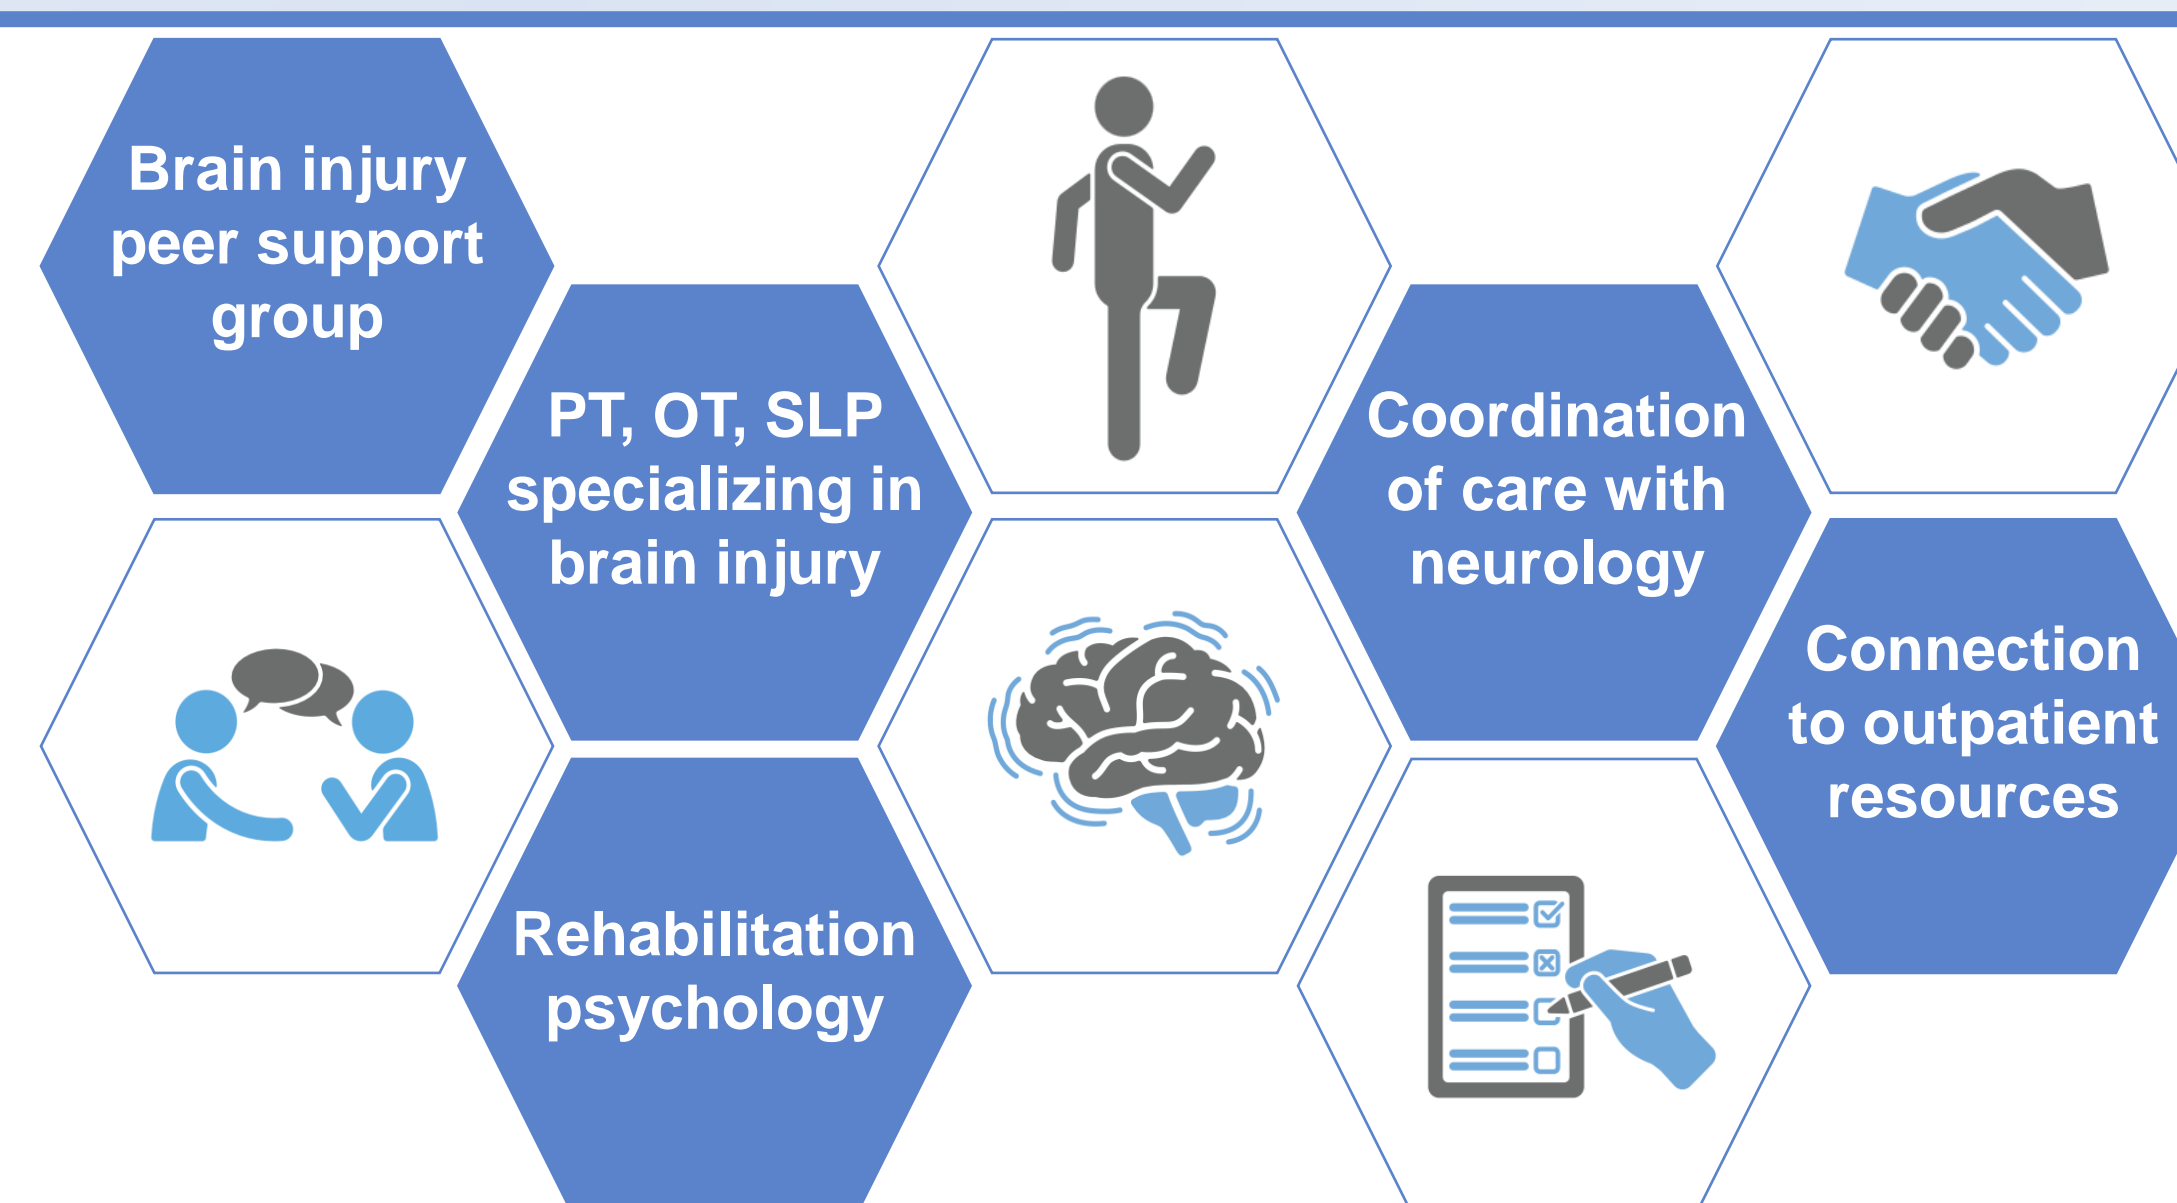 Brain injury
peer support
group
PT, OT, SLP
specializing in
brain injury
Rehabilitation
psychology
Coordination
of care with
neurology
Connection
to outpatient
resources